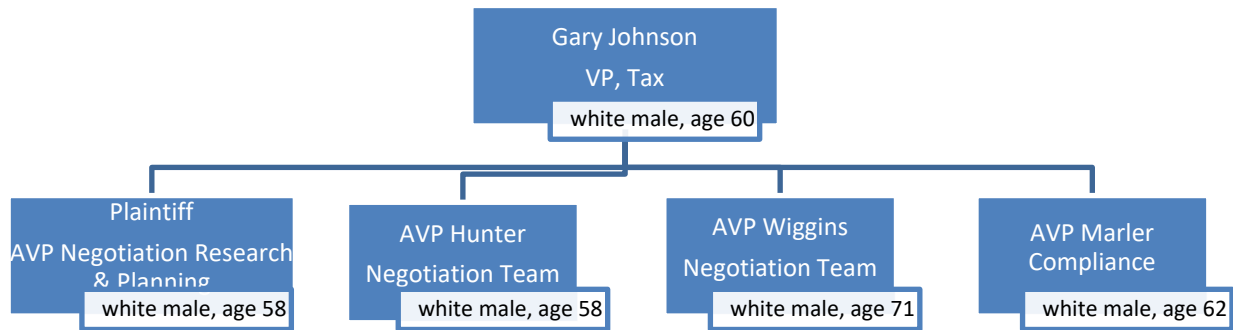 Gary Johnson
VP, Tax
white male, age 60
Plaintiff
AVP Negotiation Research
& Planning
white male, age 58
AVP Hunter
Negotiation Team
white male, age 58
AVP Wiggins
Negotiation Team
white male, age 71
AVP Marler
Compliance
white male, age 62